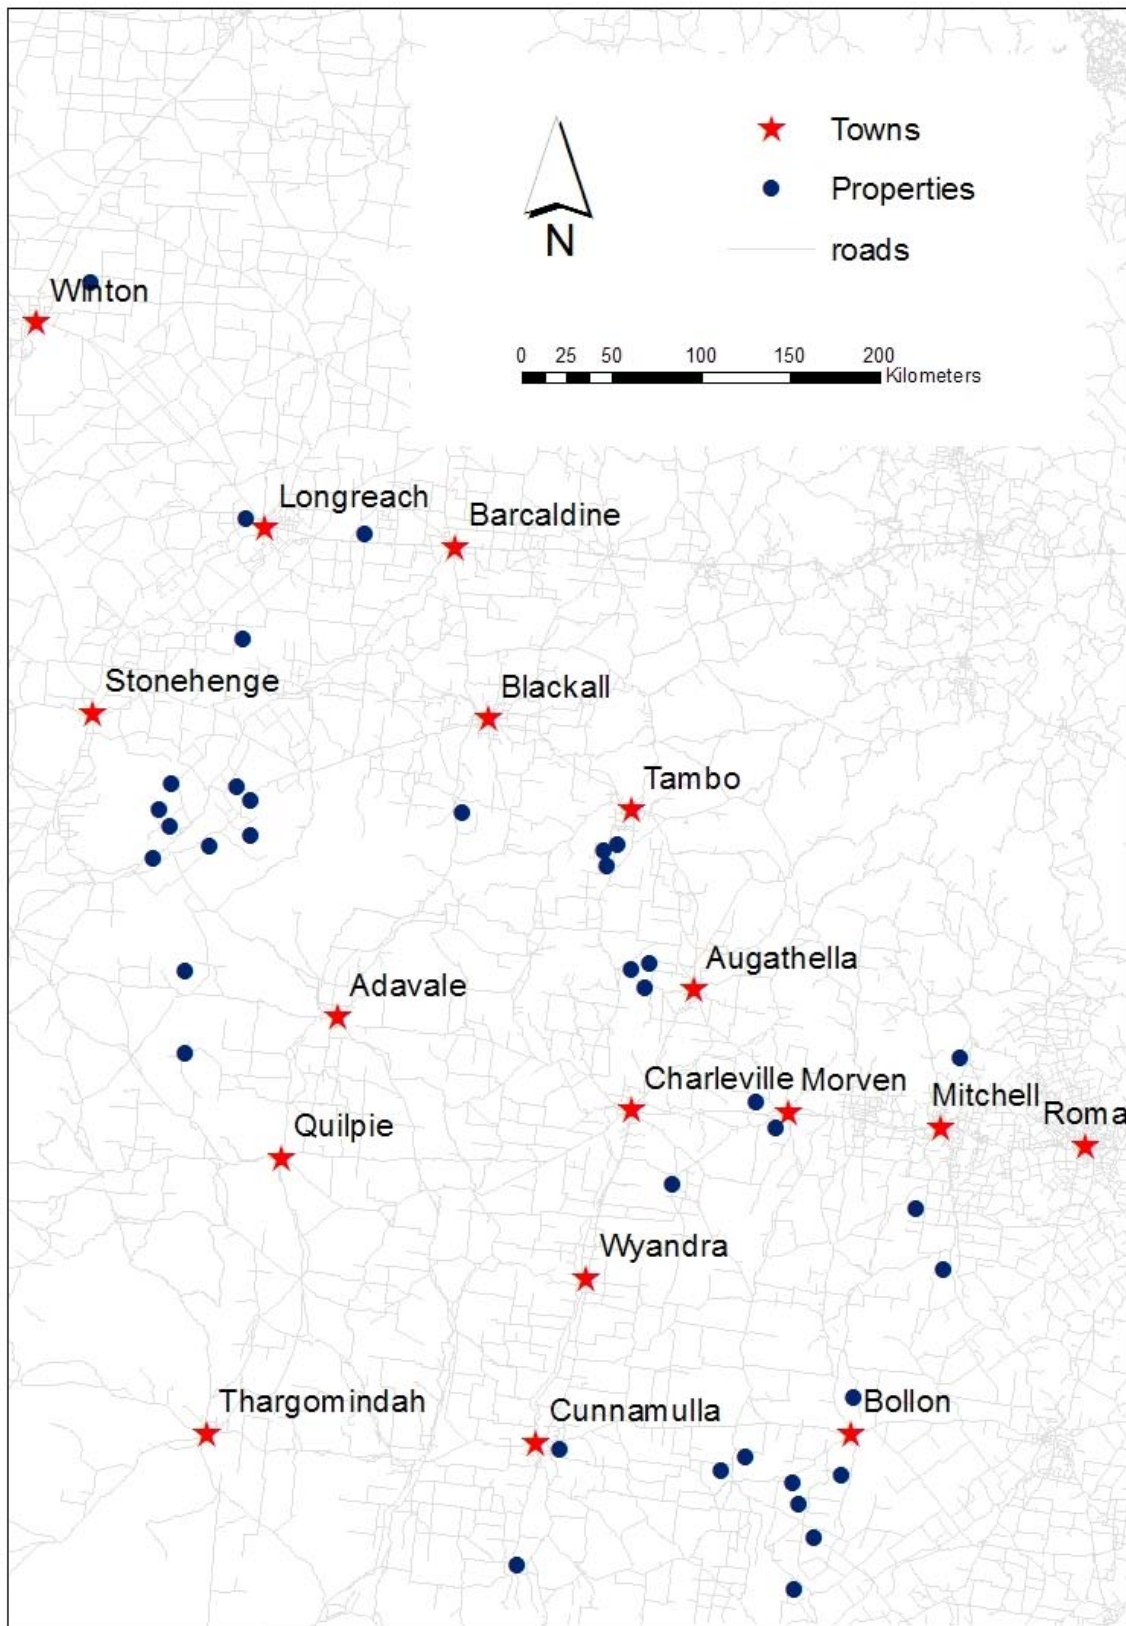 Towns
Properties
N
roads
0 25 50 100 150 200
Kilometers
Winton
Longreach
Barcaldine
Stonehenge
Blackall
Tambo
Augathella
Adavale
Charleville Morven
Mitchell
Roma
Quilpie
Wyandra
Thargomindah
Cunnamulla
Bollon